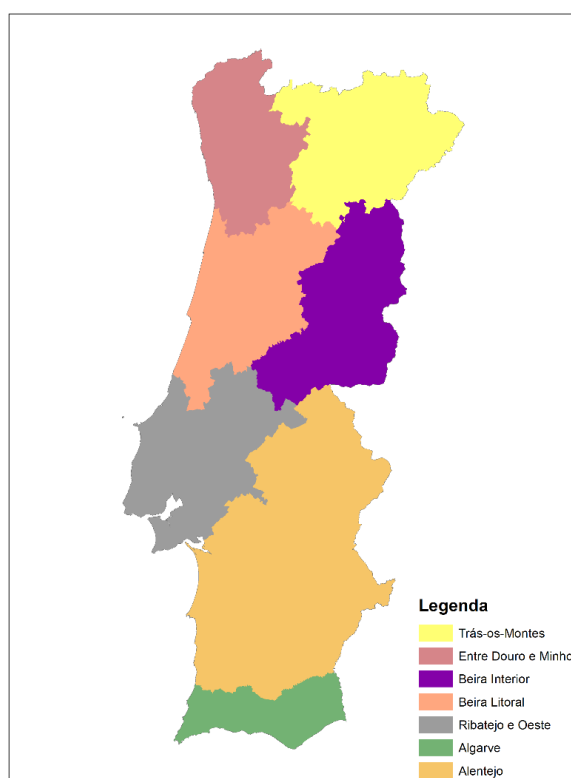 Legenda
Trás-os-Montes
Entre Douro e Minho
Beira Interior
Beira Litoral
Ribatejo e Oeste
Algarve
Alentejo